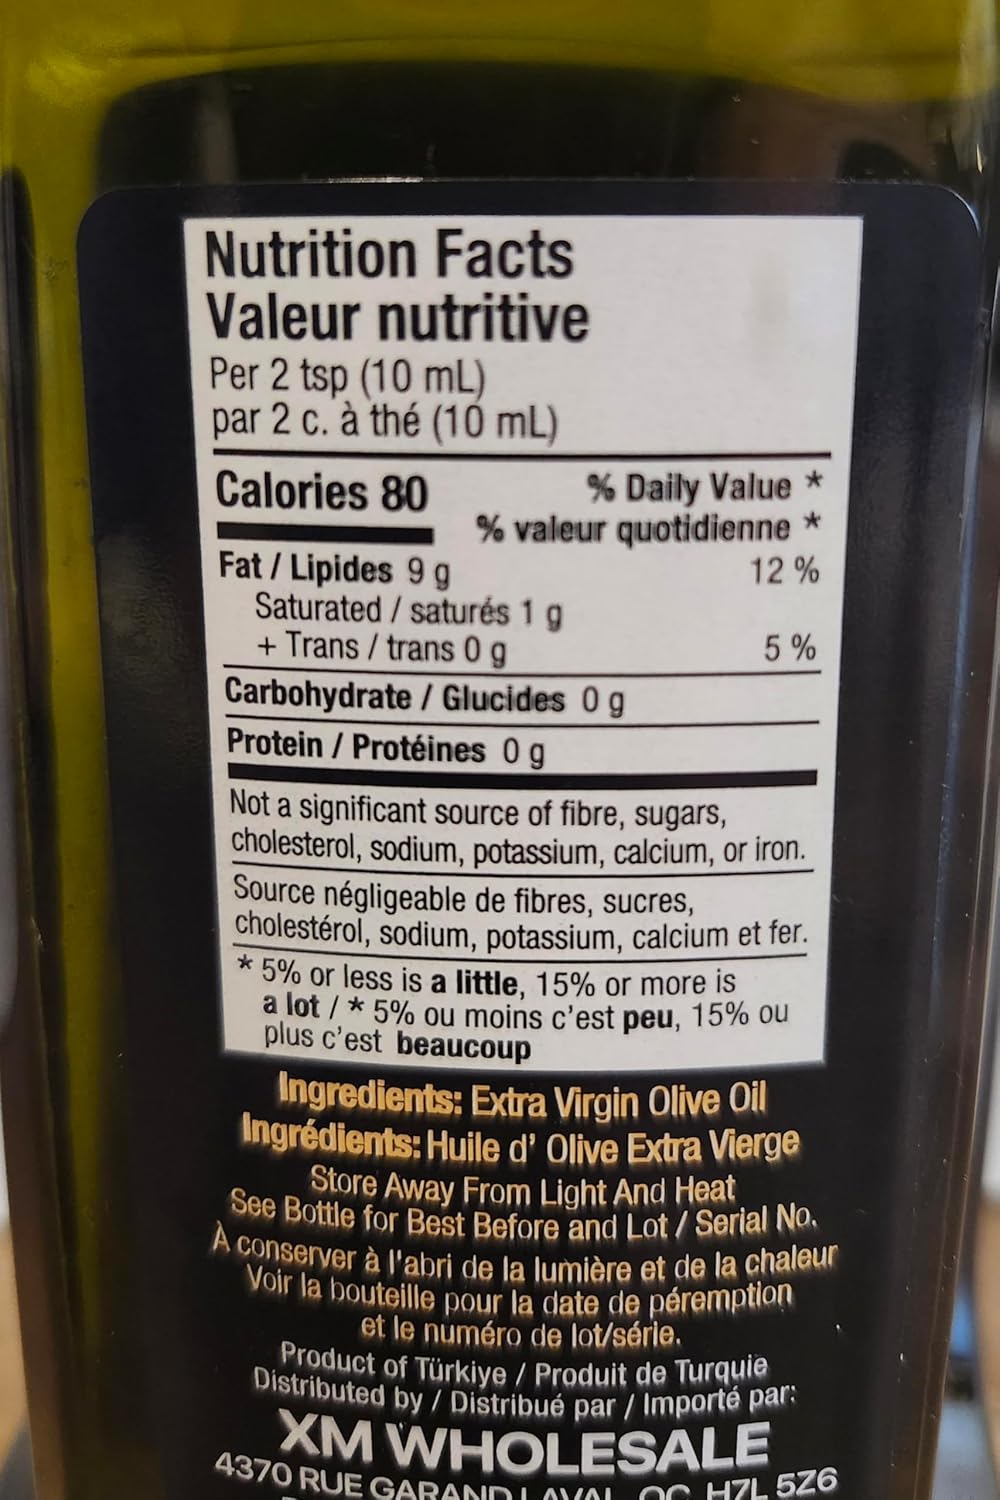 Nutrition Facts
Valeur nutritive
Per 2 tsp (10 mL)
par 2 c. à thé (10 mL)
Calories 80 % Daily Value *
% valeur quotidienne *
Fat / Lipides 9 g 12 %
Saturated / saturés 1 g
+ Trans / trans 0 g 5 %
Carbohydrate / Glucides 0 g
Protein / Protéines 0 g
Not a significant source of fibre, sugars,
cholesterol, sodium, potassium, calcium, or iron.
Source négligeable de fibres, sucres,
cholestérol, sodium, potassium, calcium et fer.
* 5% or less is a little, 15% or more is
a lot / * 5% ou moins c'est peu, 15% ou
plus c'est beaucoup
Ingredients: Extra Virgin Olive Oil
Ingrédients: Huile d' Olive Extra Vierge
Store Away From Light And Heat
See Bottle for Best Before and Lot / Serial No.
À conserver à l'abri de la lumière et de la chaleur
Voir la bouteille pour la date de péremption
et le numéro de lot/série.
Product of Türkiye / Produit de Turquie
Distributed by / Distribué par / Importé par:
XM WHOLESALE
4370 RUE GARAND LAVAL QC H7L 5Z6